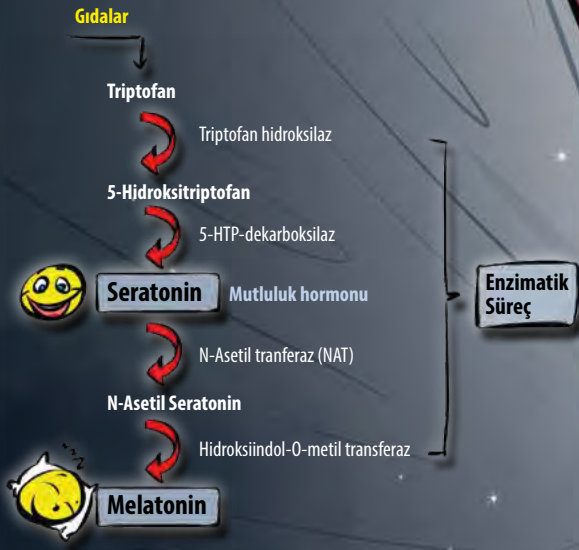 Gıdalar
Triptofan
Triptofan hidroksilaz
5-Hidroksitriptofan
5-HTP-dekarboksilaz
Seratonin
Mutluluk hormonu
Enzimatik
Süreç
N-Asetil tranferaz (NAT)
N-Asetil Seratonin
Hidroksiindol-O-metil transferaz
zzz
Melatonin